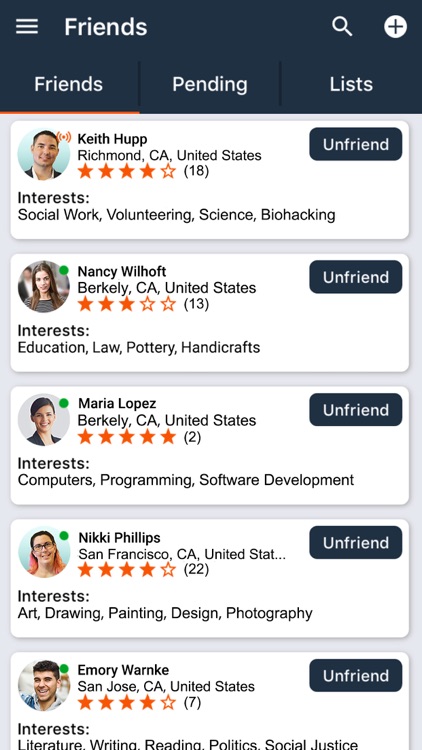 Friends
Friends
Pending
Lists
Keith Hupp
Unfriend
Richmond, CA, United States
(18)
Interests:
Social Work, Volunteering, Science, Biohacking
Nancy Wilhoft
Unfriend
Berkely, CA, United States
(13)
Interests:
Education, Law, Pottery, Handicrafts
Maria Lopez
Unfriend
Berkely, CA, United States
(2)
Interests:
Computers, Programming, Software Development
Nikki Phillips
Unfriend
San Francisco, CA, United Stat...
(22)
Interests:
Art, Drawing, Painting, Design, Photography
Emory Warnke
Unfriend
San Jose, CA, United States
(7)
Interests:
Literature, Writing, Reading, Politics, Social Justice